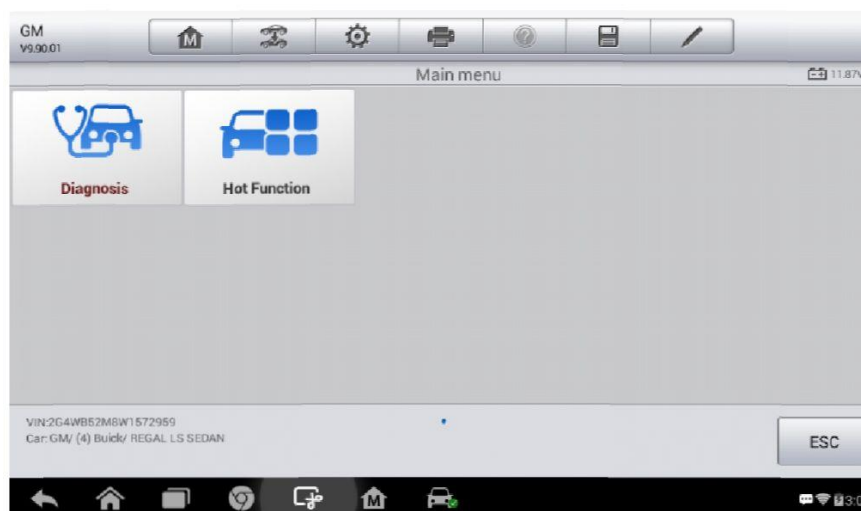 GM
V9.90.01
Main menu
11.87V
Diagnosis
Hot Function
VIN:2G4WB52M8W1572959
Car: GM/ (4) Buick/ REGAL LS SEDAN
ESC